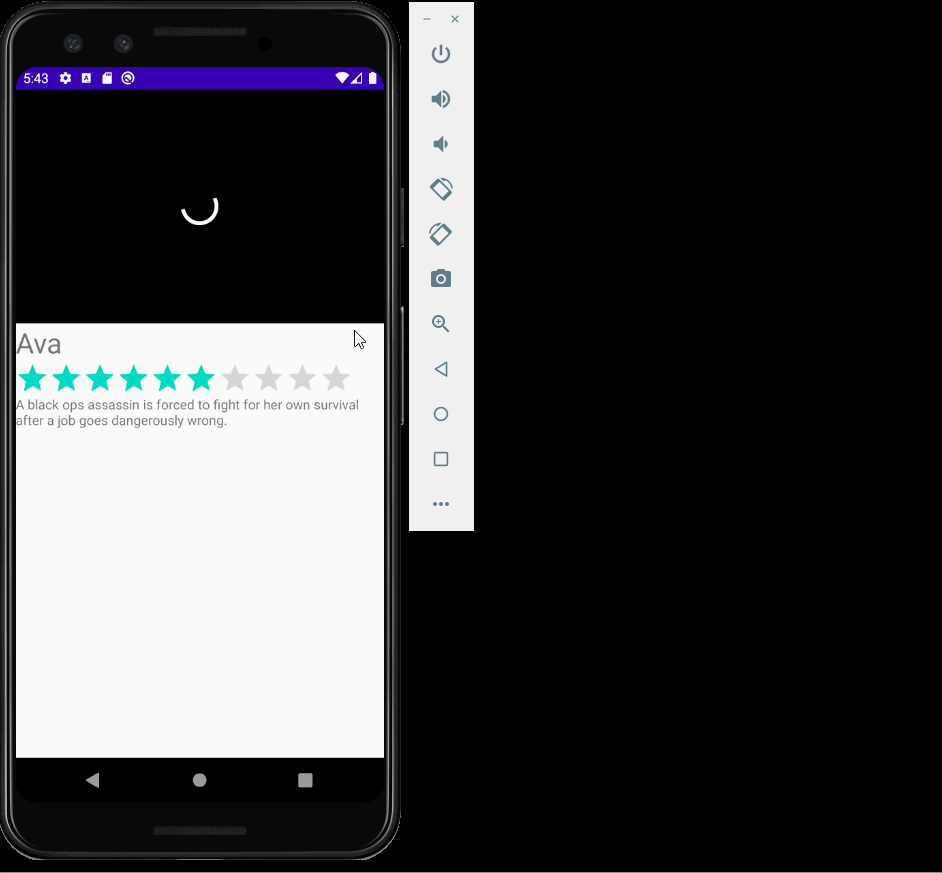 5:43
Ava
A black ops assassin is forced to fight for her own survival
after a job goes dangerously wrong.